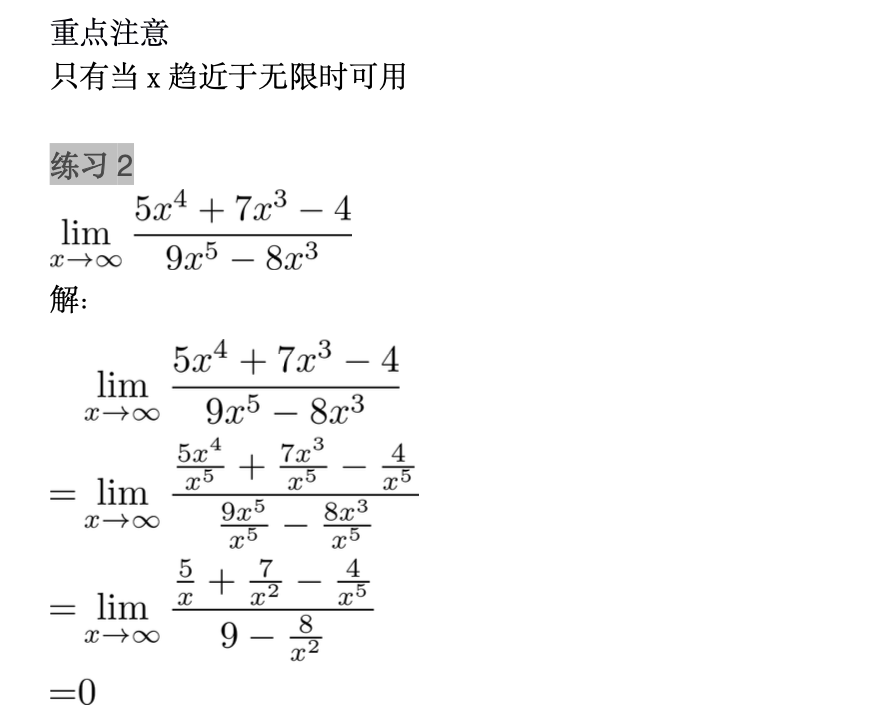 重点注意
只有当 x 趋近于无限时可用
练习 2
\lim_{x \to \infty} \frac{5x^4 + 7x^3 - 4}{9x^5 - 8x^3}
解:
\lim_{x \to \infty} \frac{5x^4 + 7x^3 - 4}{9x^5 - 8x^3}
= \lim_{x \to \infty} \frac{\frac{5x^4}{x^5} + \frac{7x^3}{x^5} - \frac{4}{x^5}}{\frac{9x^5}{x^5} - \frac{8x^3}{x^5}}
= \lim_{x \to \infty} \frac{\frac{5}{x} + \frac{7}{x^2} - \frac{4}{x^5}}{9 - \frac{8}{x^2}}
=0